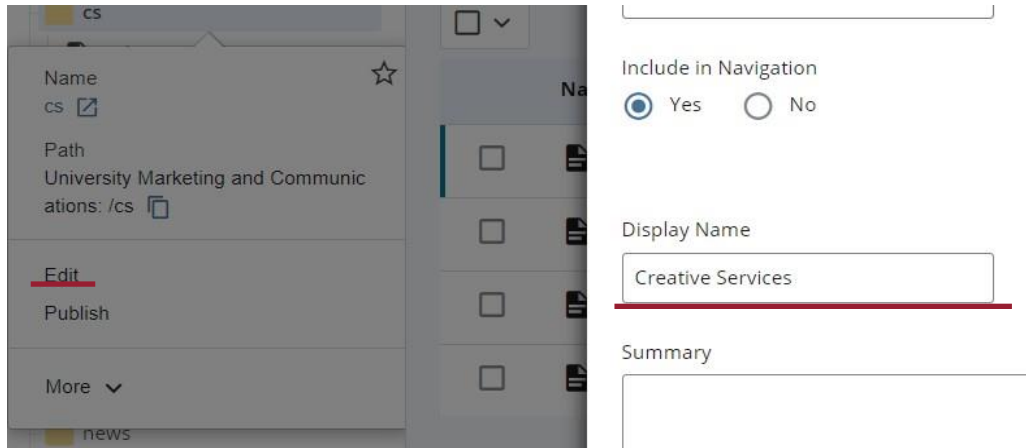 cs
Name
cs
Path
University Marketing and Communic
ations: /cs
Edit
Publish
More
news
Na
Include in Navigation
Yes No
Display Name
Creative Services
Summary